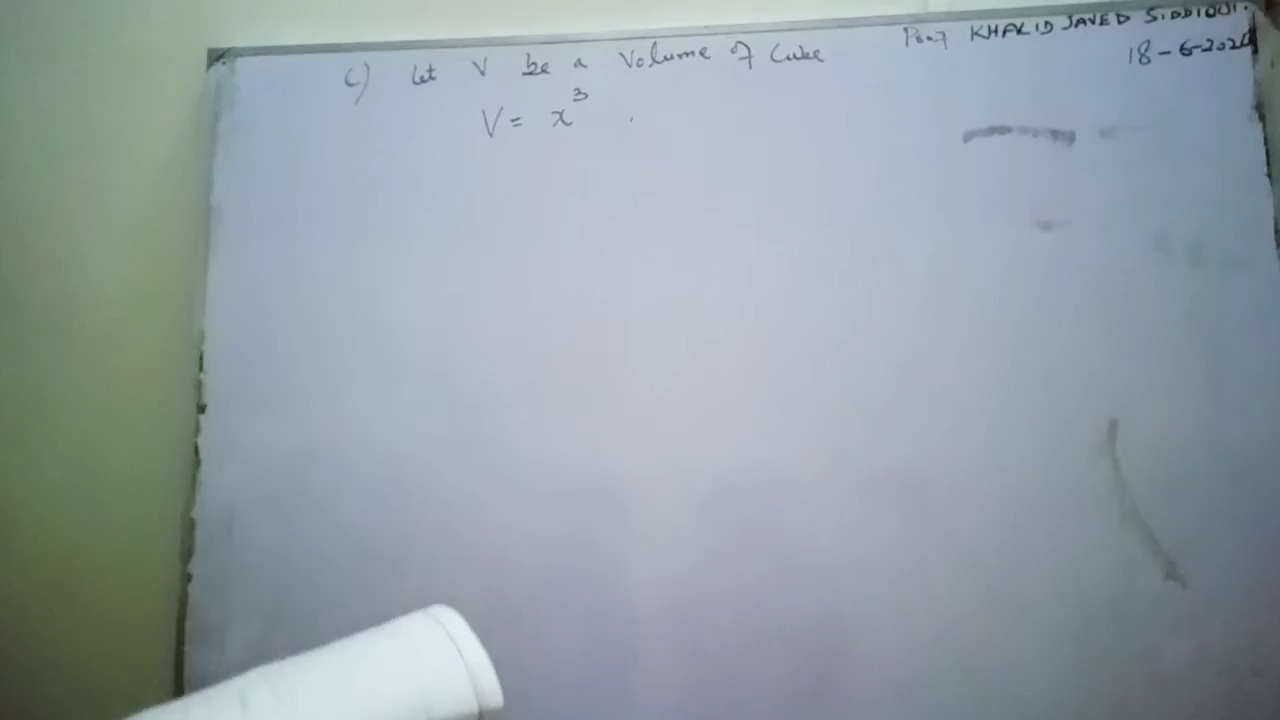 c) Let V be a Volume of Cube
V = x³ .
Prof KHALID JAVED SIDDIQUI.
18-6-2020